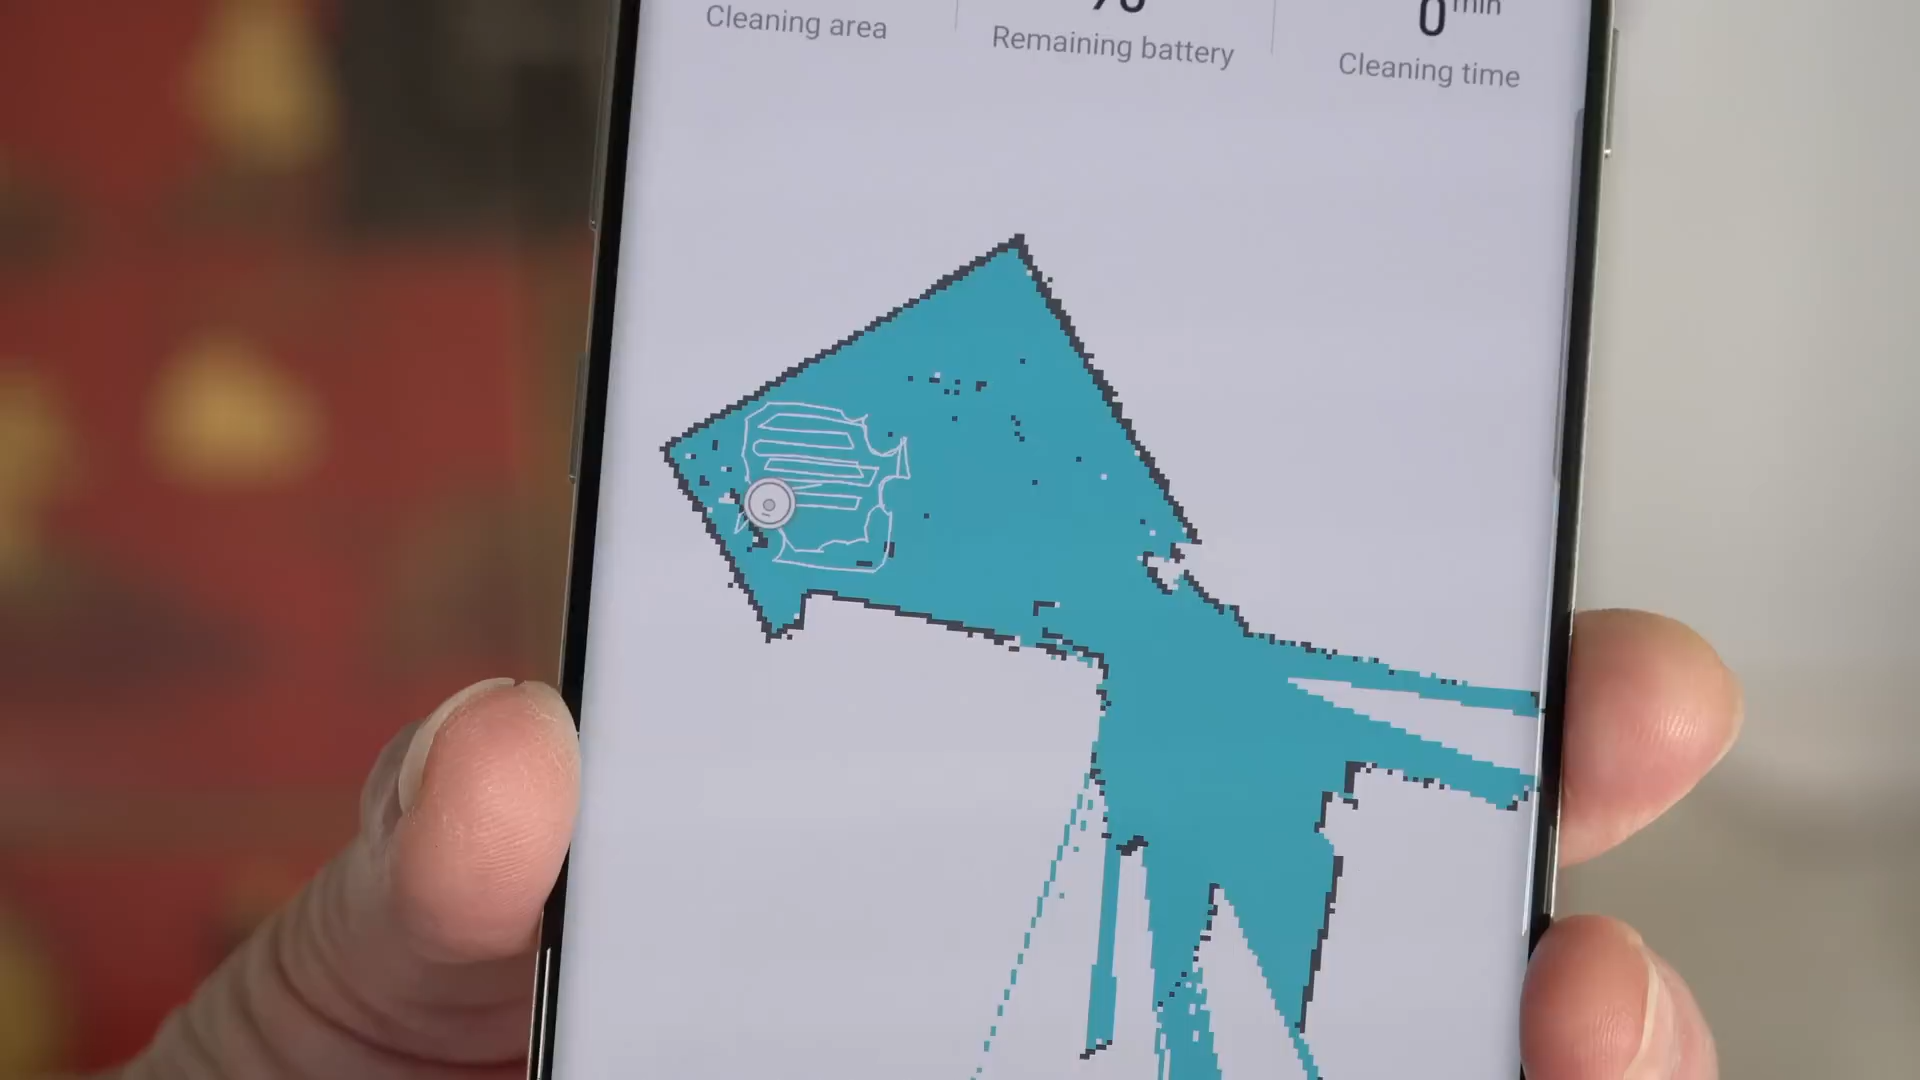 0 min
Cleaning area
Remaining battery
Cleaning time